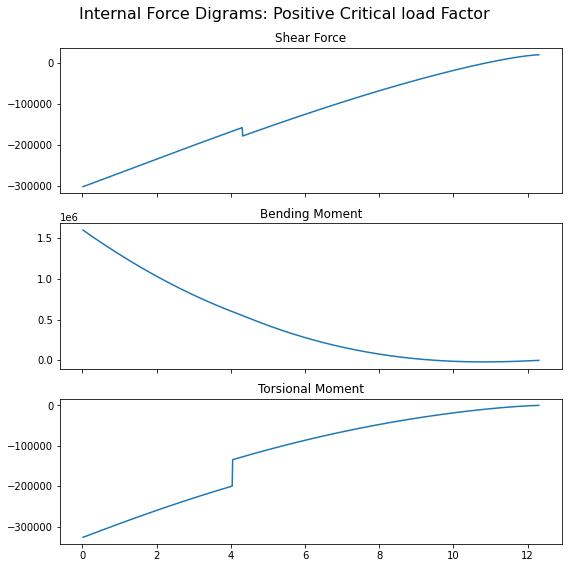 Internal Force Digrams: Positive Critical load Factor
Shear Force
0
−100000
−200000
−300000
Bending Moment
1e6
1.5
1.0
0.5
0.0
Torsional Moment
0
−100000
−200000
−300000
0 2 4 6 8 10 12